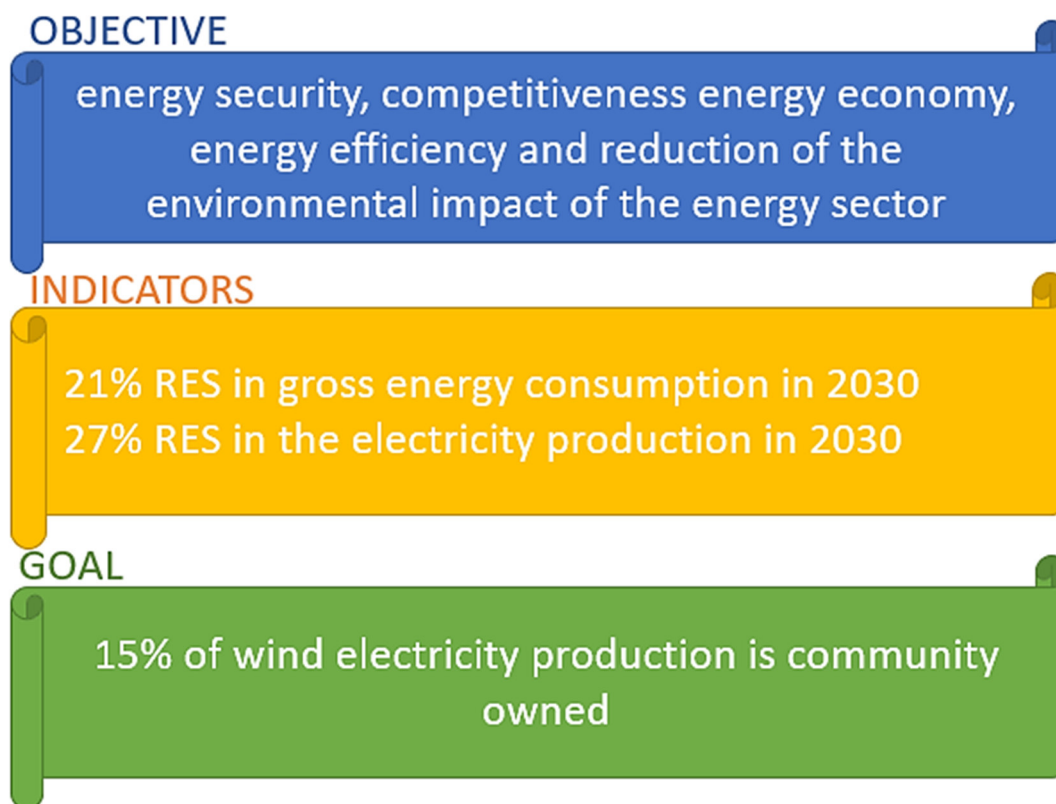 OBJECTIVE
energy security, competitiveness energy economy,
energy efficiency and reduction of the
environmental impact of the energy sector
INDICATORS
21% RES in gross energy consumption in 2030
27% RES in the electricity production in 2030
GOAL
15% of wind electricity production is community
owned